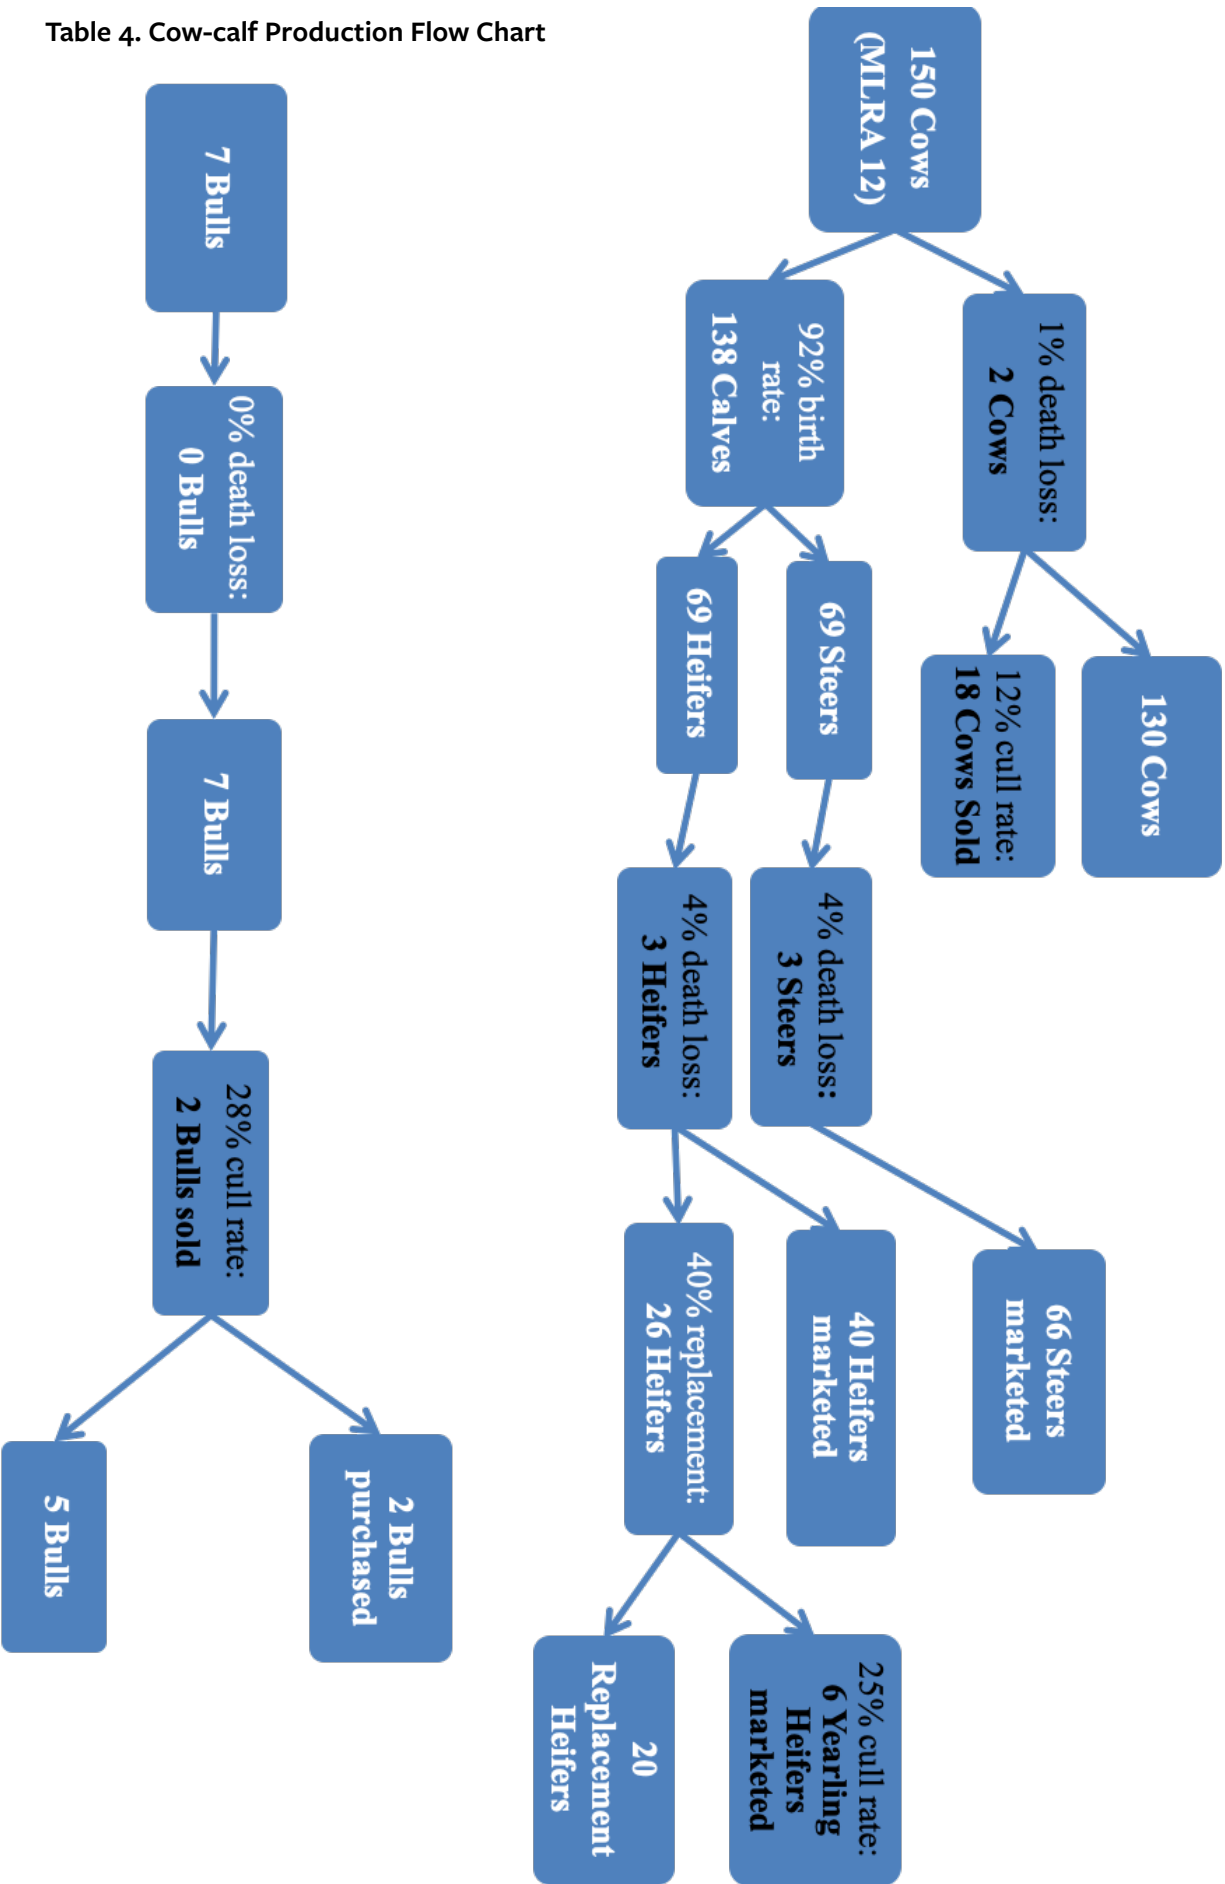 Table 4. Cow-calf Production Flow Chart
150 Cows
(MLRA 12)
1% death loss:
2 Cows
130 Cows
12% cull rate:
18 Cows Sold
92% birth
rate:
138 Calves
69 Steers
4% death loss:
3 Steers
66 Steers
marketed
69 Heifers
4% death loss:
3 Heifers
40 Heifers
marketed
40% replacement:
26 Heifers
25% cull rate:
6 Yearling
Heifers
marketed
20
Replacement
Heifers
7 Bulls
0% death loss:
0 Bulls
7 Bulls
28% cull rate:
2 Bulls sold
2 Bulls
purchased
5 Bulls